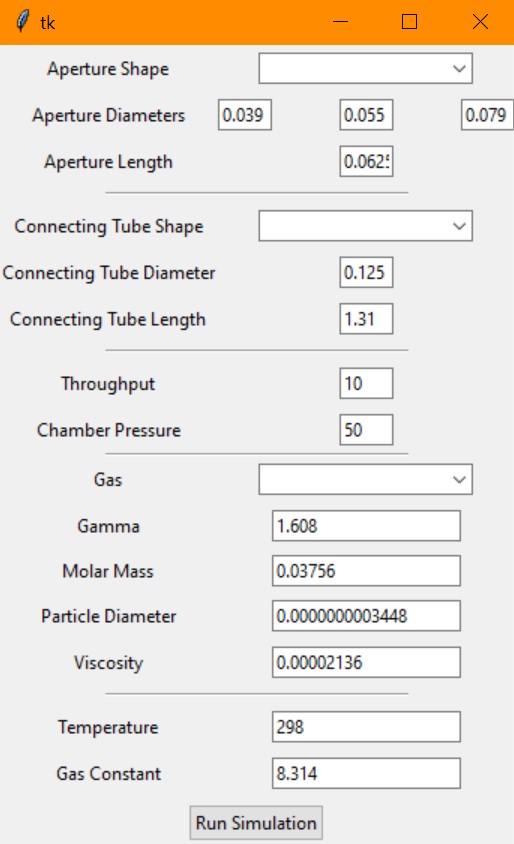 tk
Aperture Shape
Aperture Diameters 0.039 0.055 0.079
Aperture Length 0.062
Connecting Tube Shape
Connecting Tube Diameter 0.125
Connecting Tube Length 1.31
Throughput 10
Chamber Pressure 50
Gas
Gamma 1.608
Molar Mass 0.03756
Particle Diameter 0.0000000003448
Viscosity 0.00002136
Temperature 298
Gas Constant 8.314
Run Simulation